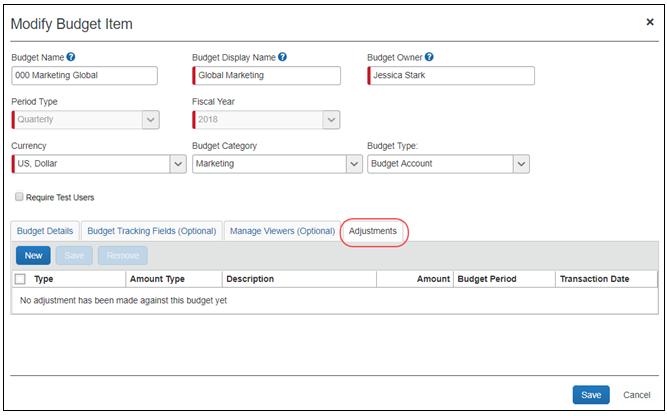 Modify Budget Item
×
Budget Name ?
Budget Display Name ?
Budget Owner ?
000 Marketing Global
Global Marketing
Jessica Stark
Period Type
Fiscal Year
Quarterly
2018
Currency
Budget Category
Budget Type:
US, Dollar
Marketing
Budget Account
Require Test Users
Budget Details
Budget Tracking Fields (Optional)
Manage Viewers (Optional)
Adjustments
New
Save
Remove
Type
Amount Type
Description
Amount
Budget Period
Transaction Date
No adjustment has been made against this budget yet
Save
Cancel